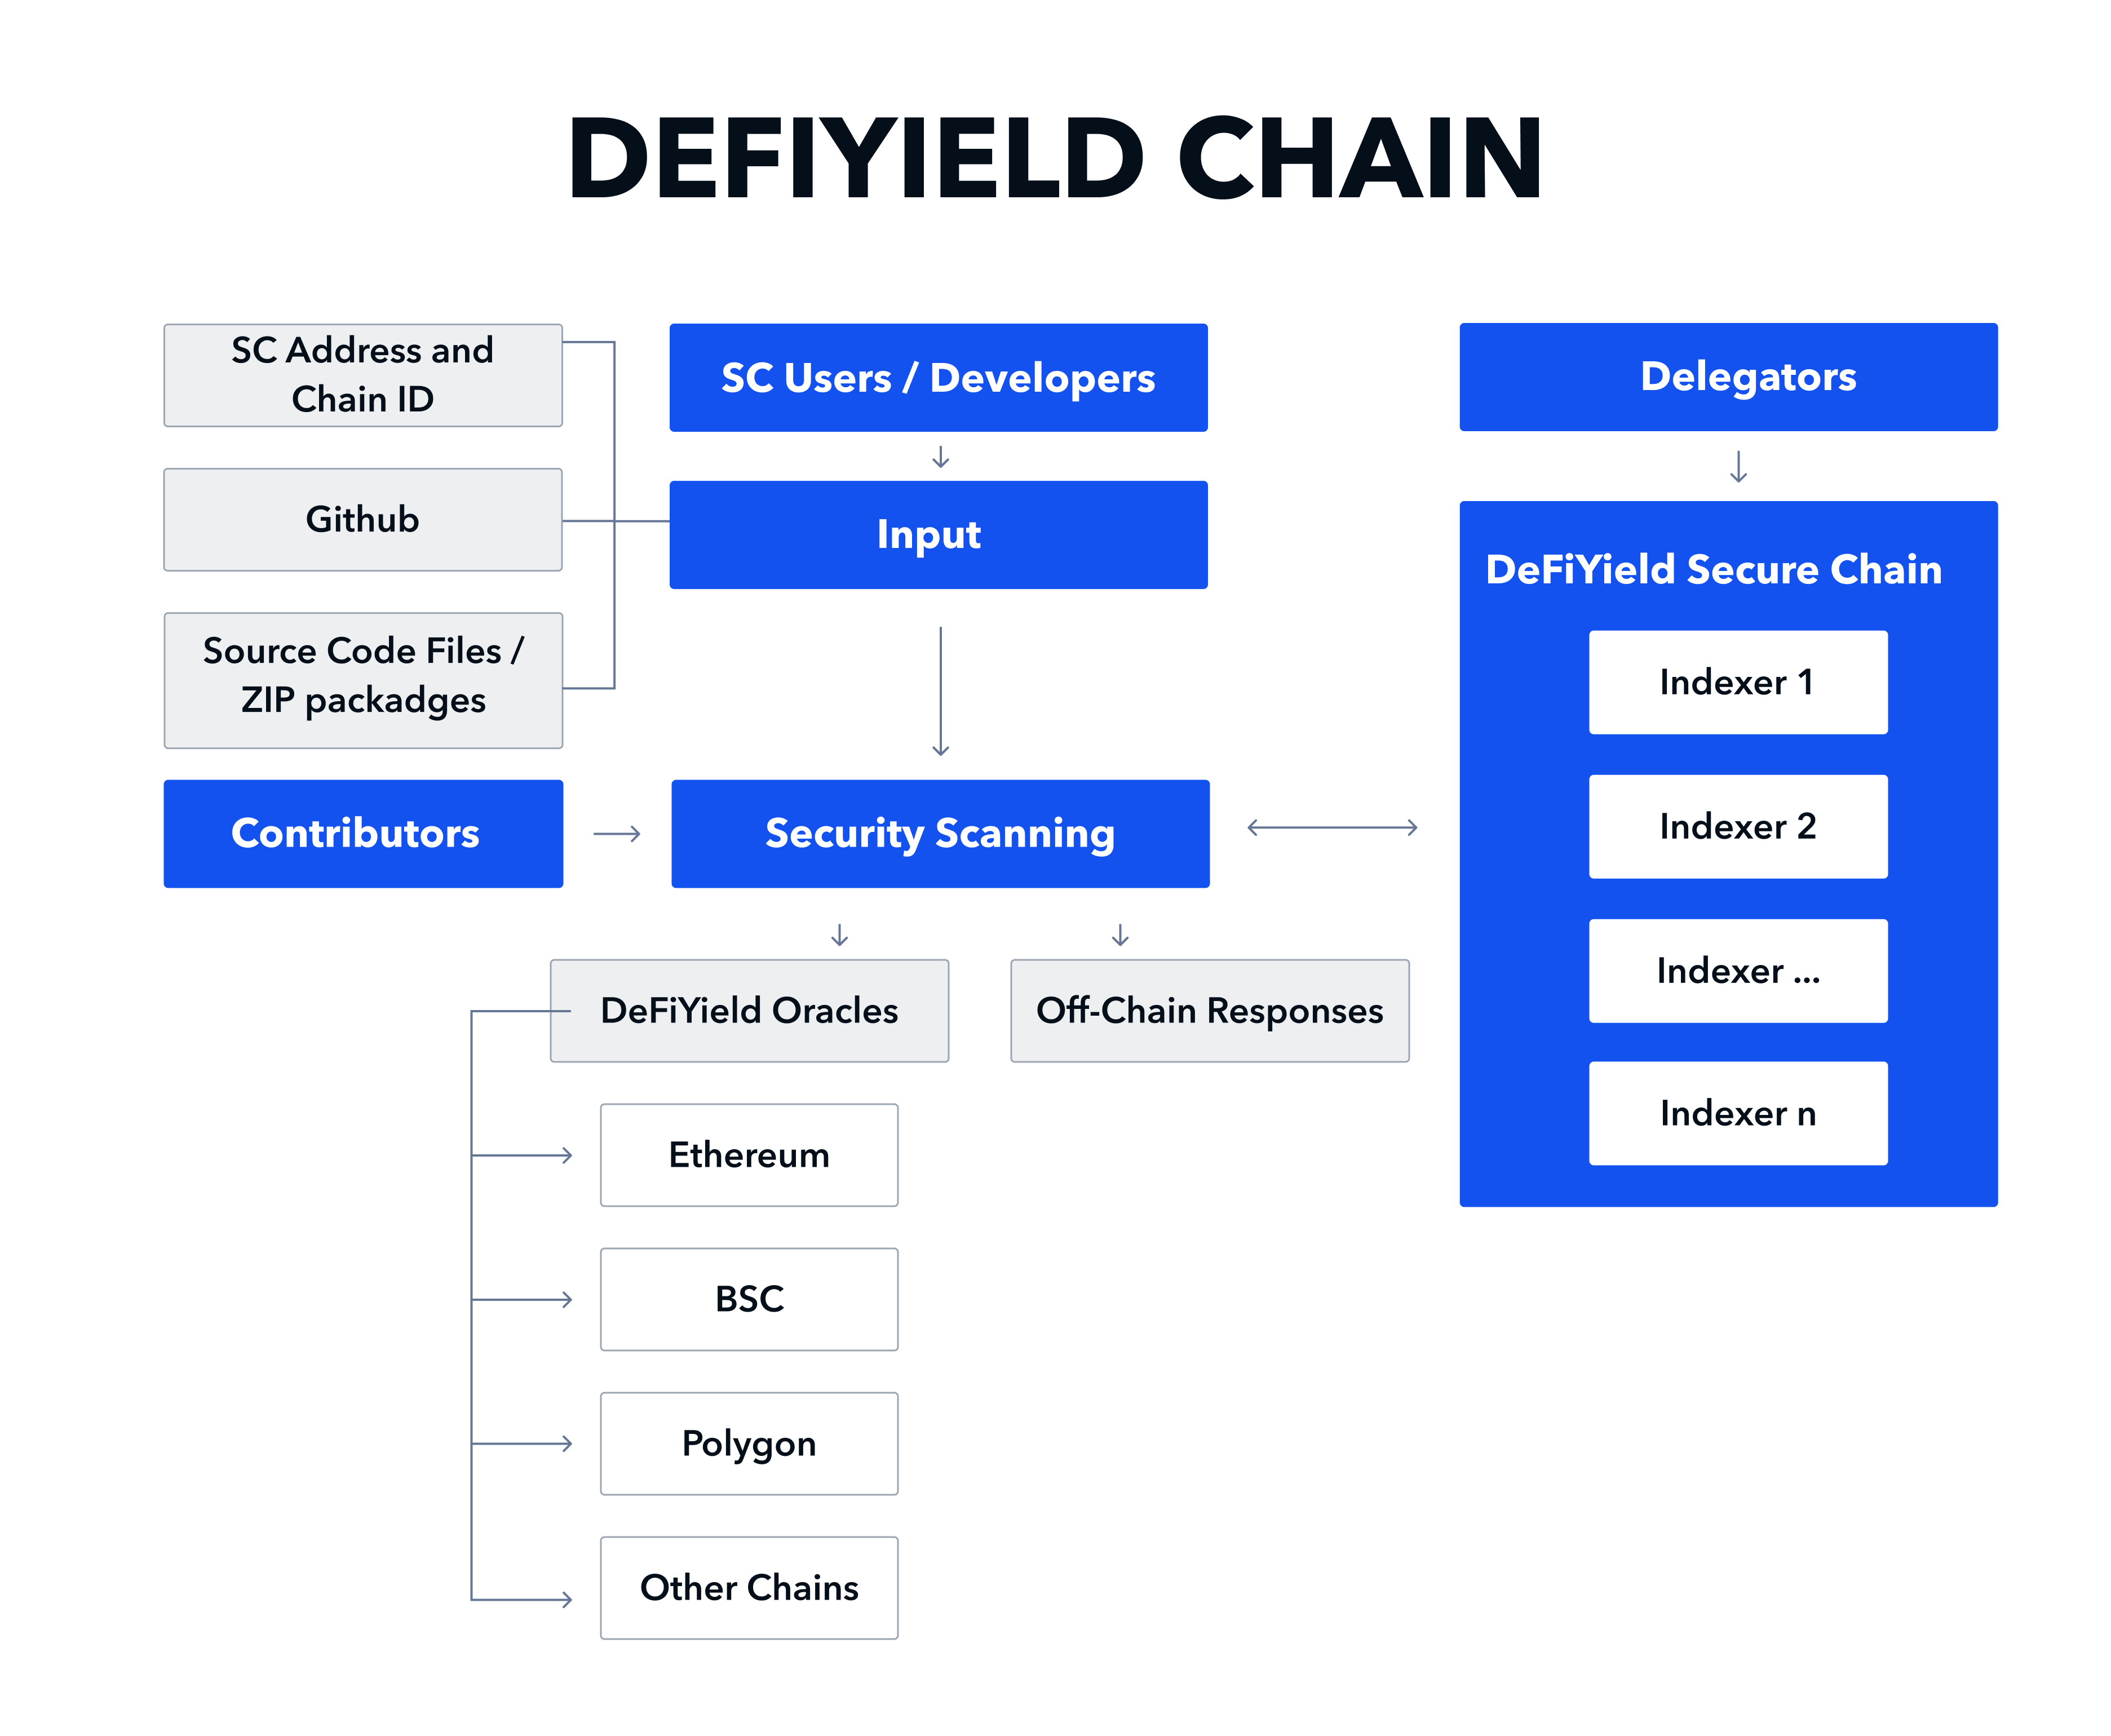 DEFIYIELD CHAIN
SC Address and
Chain ID
Github
Source Code Files /
ZIP packadges
SC Users / Developers
Input
Contributors
Security Scanning
DeFiYield Oracles
Off-Chain Responses
Ethereum
BSC
Polygon
Other Chains
Delegators
DeFiYield Secure Chain
Indexer 1
Indexer 2
Indexer ...
Indexer n